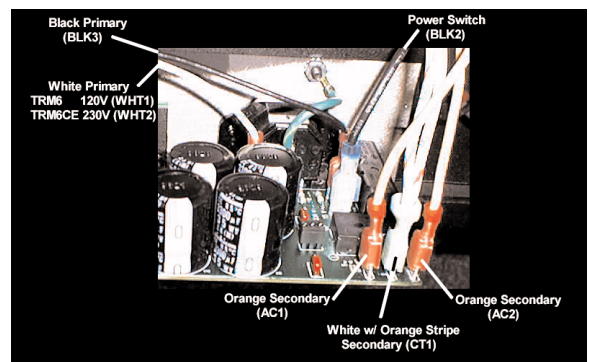 Black Primary
(BLK3)
Power Switch
(BLK2)
White Primary
TRM6 120V (WHT1)
TRM6CE 230V (WHT2)
Orange Secondary
(AC1)
Orange Secondary
(AC2)
White w/ Orange Stripe
Secondary (CT1)